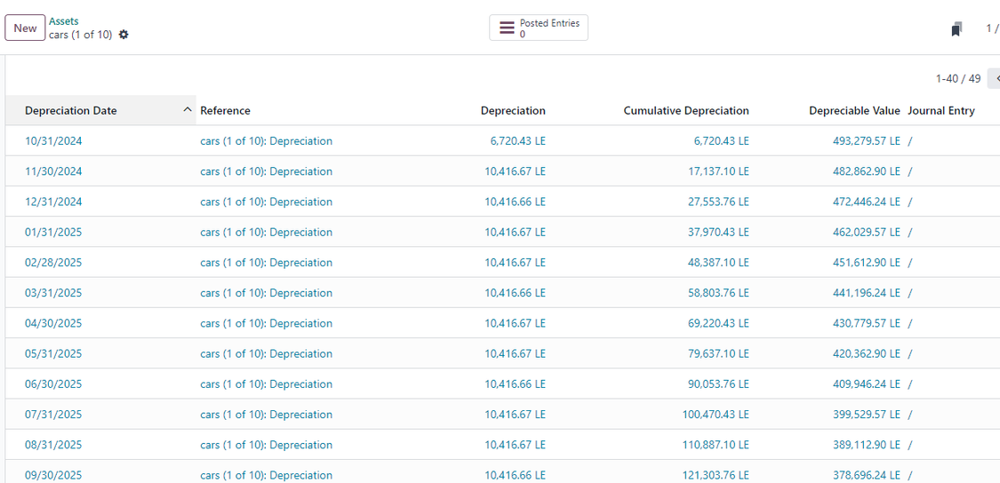 New
Assets
cars (1 of 10)
Posted Entries
0
1 /
1-40 / 49
Depreciation Date Reference Depreciation Cumulative Depreciation Depreciable Value Journal Entry
10/31/2024 cars (1 of 10): Depreciation 6,720.43 LE 6,720.43 LE 493,279.57 LE /
11/30/2024 cars (1 of 10): Depreciation 10,416.67 LE 17,137.10 LE 482,862.90 LE /
12/31/2024 cars (1 of 10): Depreciation 10,416.66 LE 27,553.76 LE 472,446.24 LE /
01/31/2025 cars (1 of 10): Depreciation 10,416.67 LE 37,970.43 LE 462,029.57 LE /
02/28/2025 cars (1 of 10): Depreciation 10,416.67 LE 48,387.10 LE 451,612.90 LE /
03/31/2025 cars (1 of 10): Depreciation 10,416.66 LE 58,803.76 LE 441,196.24 LE /
04/30/2025 cars (1 of 10): Depreciation 10,416.67 LE 69,220.43 LE 430,779.57 LE /
05/31/2025 cars (1 of 10): Depreciation 10,416.67 LE 79,637.10 LE 420,362.90 LE /
06/30/2025 cars (1 of 10): Depreciation 10,416.66 LE 90,053.76 LE 409,946.24 LE /
07/31/2025 cars (1 of 10): Depreciation 10,416.67 LE 100,470.43 LE 399,529.57 LE /
08/31/2025 cars (1 of 10): Depreciation 10,416.67 LE 110,887.10 LE 389,112.90 LE /
09/30/2025 cars (1 of 10): Depreciation 10,416.66 LE 121,303.76 LE 378,696.24 LE /